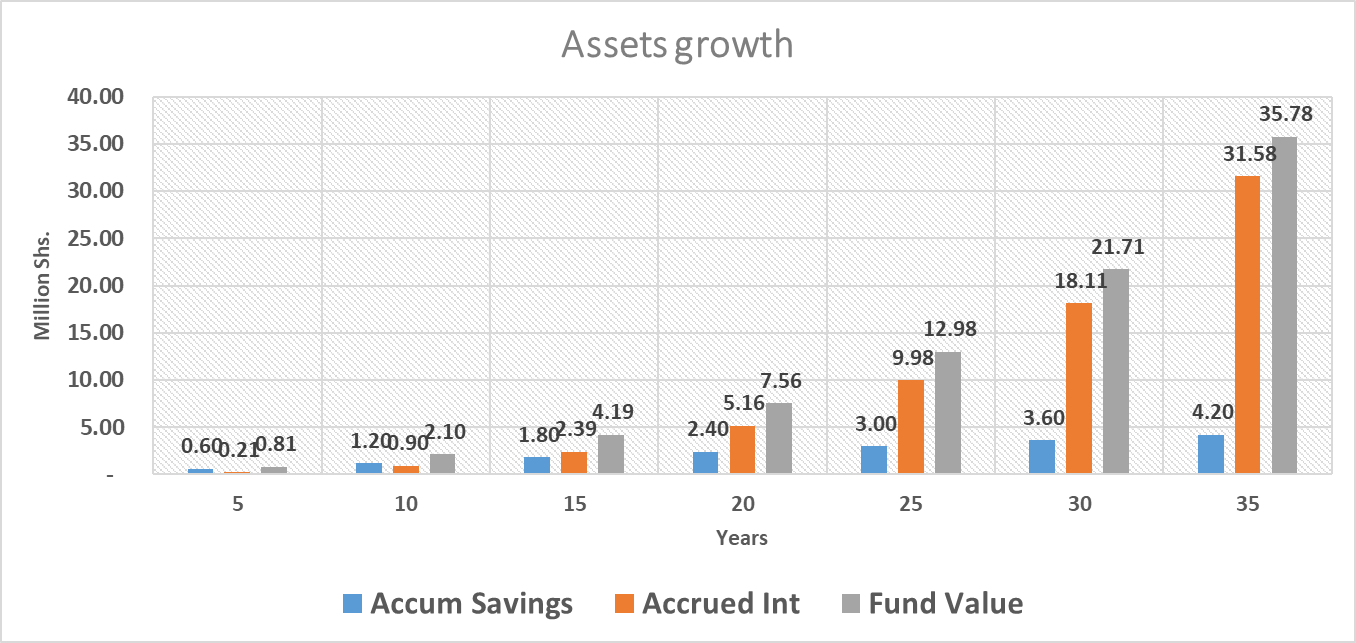 Assets growth
40.00
35.00
30.00
25.00
20.00
15.00
10.00
5.00
-
Million Shs.
0.60 0.21 0.81
1.20 0.90 2.10
1.80 2.39 4.19
2.40 5.16 7.56
3.00 9.98 12.98
3.60 18.11 21.71
4.20 31.58 35.78
5 10 15 20 25 30 35
Years
Accum Savings Accrued Int Fund Value